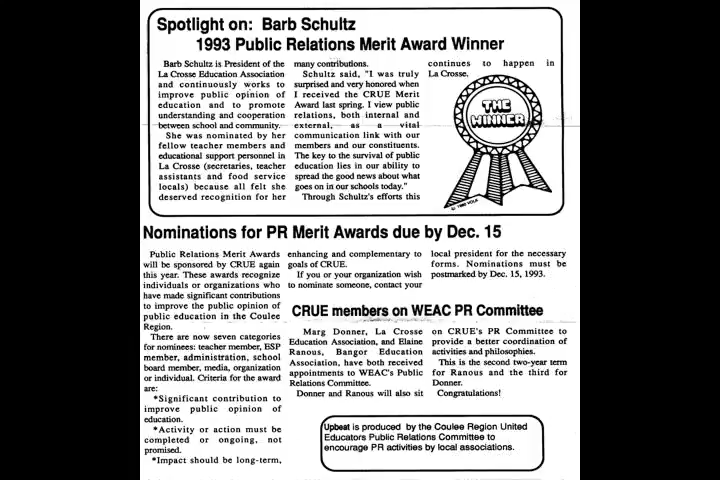 Spotlight on: Barb Schultz
1993 Public Relations Merit Award Winner
Barb Schultz is President of the
La Crosse Education Association
and continuously works to
improve public opinion of
education and to promote
understanding and cooperation
between school and community.
She was nominated by her
fellow teacher members and
educational support personnel in
La Crosse (secretaries, teacher
assistants and food service
locals) because all felt she
deserved recognition for her
many contributions.
Schultz said, "I was truly
surprised and very honored when
I received the CRUE Merit
Award last spring. I view public
relations, both internal and
external, as a vital
communication link with our
members and our constituents.
The key to the survival of public
education lies in our ability to
spread the good news about what
goes on in our schools today."
Through Schultz's efforts this
continues to happen in
La Crosse.
THE
WINNER
Nominations for PR Merit Awards due by Dec. 15
Public Relations Merit Awards
will be sponsored by CRUE again
this year. These awards recognize
individuals or organizations who
have made significant contributions
to improve the public opinion of
public education in the Coulee
Region.
There are now seven categories
for nominees: teacher member, ESP
member, administration, school
board member, media, organization
or individual. Criteria for the award
are:
*Significant contribution to
improve public opinion of
education.
*Activity or action must be
completed or ongoing, not
promised.
*Impact should be long-term,
enhancing and complementary to
goals of CRUE.
If you or your organization wish
to nominate someone, contact your
local president for the necessary
forms. Nominations must be
postmarked by Dec. 15, 1993.
CRUE members on WEAC PR Committee
Marg Donner, La Crosse
Education Association, and Elaine
Ranous, Bangor Education
Association, have both received
appointments to WEAC's Public
Relations Committee.
Donner and Ranous will also sit
on CRUE's PR Committee to
provide a better coordination of
activities and philosophies.
This is the second two-year term
for Ranous and the third for
Donner.
Congratulations!
Upbeat is produced by the Coulee Region United
Educators Public Relations Committee to
encourage PR activities by local associations.